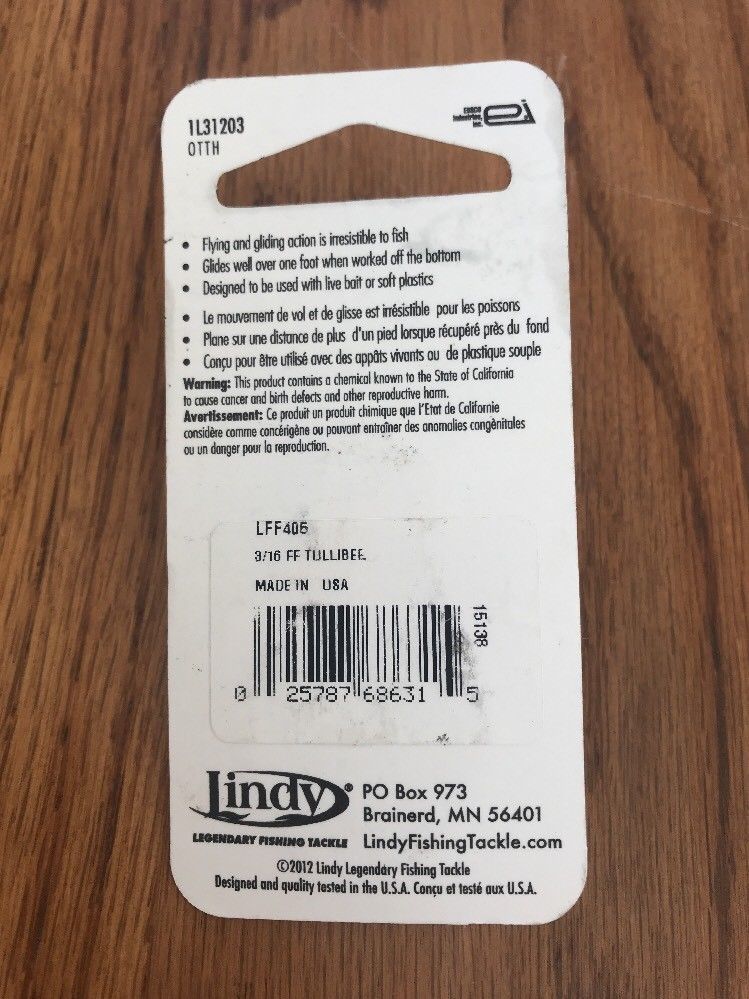 1L31203
OTTH
EBSCO
Industries,
Inc.
ei
• Flying and gliding action is irresistible to fish
• Glides well over one foot when worked off the bottom
• Designed to be used with live bait or soft plastics
• Le mouvement de vol et de glisse est irrésistible pour les poissons
• Plane sur une distance de plus d'un pied lorsque récupéré près du fond
• Conçu pour être utilisé avec des appâts vivants ou de plastique souple
Warning: This product contains a chemical known to the State of California
to cause cancer and birth defects and other reproductive harm.
Avertissement: Ce produit un produit chimique que l'Etat de Californie
considère comme concérigène ou pouvant entraîner des anomalies congènitales
ou un danger pour la reproduction.
LFF406
3/16 FF TULLIBEE
MADE IN USA
15138
0 25787 68631 5
Lindy®
LEGENDARY FISHING TACKLE
PO Box 973
Brainerd, MN 56401
LindyFishingTackle.com
©2012 Lindy Legendary Fishing Tackle
Designed and quality tested in the U.S.A. Conçu et testé aux U.S.A.